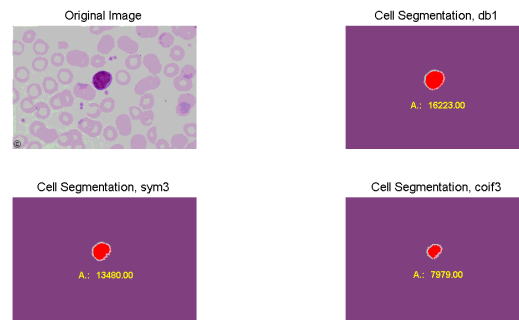 Original Image
Cell Segmentation, db1
©
A.: 16223.00
Cell Segmentation, sym3
Cell Segmentation, coif3
A.: 13480.00
A.: 7979.00